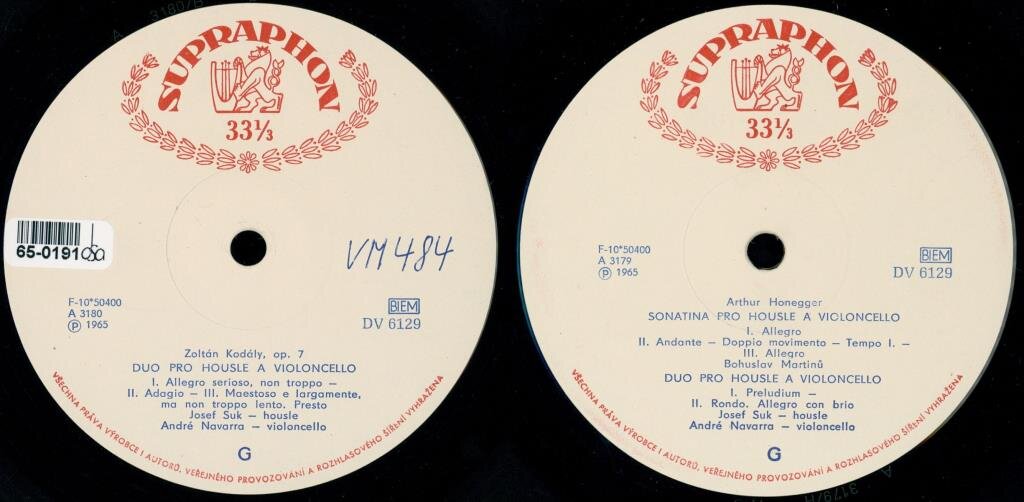 3180/A
SUPRAPHON
33⅓
65-0191
VM 484
F-10*50400
A 3180
Ⓟ 1965
BIEM
DV 6129
Zoltán Kodály, op. 7
DUO PRO HOUSLE A VIOLONCELLO
I. Allegro serioso, non troppo –
II. Adagio – III. Maestoso e largamente,
ma non troppo lento. Presto
Josef Suk – housle
André Navarra – violoncello
G
VŠECHNA PRÁVA VÝROBCE I AUTORŮ, VEŘEJNÉHO PROVOZOVÁNÍ A ROZHLASOVÉHO ŠÍŘENÍ VYHRAŽENA
SUPRAPHON
33⅓
F-10*50400
A 3179
Ⓟ 1965
BIEM
DV 6129
Arthur Honegger
SONATINA PRO HOUSLE A VIOLONCELLO
I. Allegro
II. Andante – Doppio movimento – Tempo I. –
III. Allegro
Bohuslav Martinů
DUO PRO HOUSLE A VIOLONCELLO
I. Preludium –
II. Rondo. Allegro con brio
Josef Suk – housle
André Navarra – violoncello
G
VŠECHNA PRÁVA VÝROBCE I AUTORŮ, VEŘEJNÉHO PROVOZOVÁNÍ A ROZHLASOVÉHO ŠÍŘENÍ VYHRAŽENA